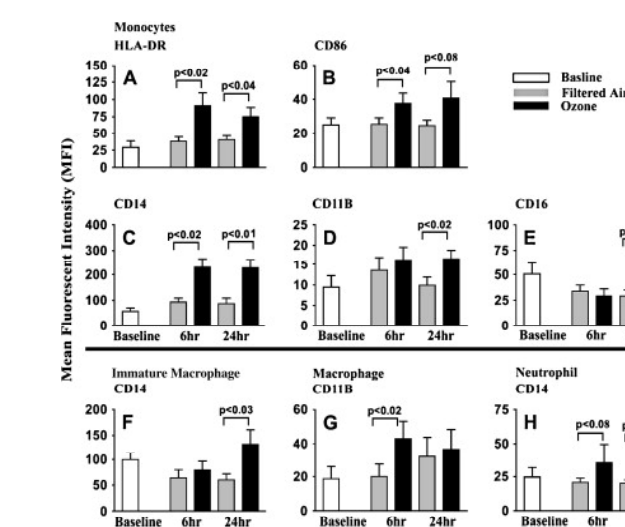 Monocytes
HLA-DR
CD86
150
125
100
75
50
25
0
A
p<0.02
p<0.04
60
40
20
0
B
p<0.04
p<0.08
Basline
Filtered Air
Ozone
Mean Fluorescent Intensity (MFI)
CD14
CD11B
CD16
400
300
200
100
0
C
p<0.02
p<0.01
Baseline 6hr 24hr
25
20
15
10
5
0
D
p<0.02
Baseline 6hr 24hr
100
75
50
25
0
E
p
Baseline 6hr
Immature Macrophage
CD14
Macrophage
CD11B
Neutrophil
CD14
200
150
100
50
0
F
p<0.03
Baseline 6hr 24hr
60
40
20
0
G
p<0.02
Baseline 6hr 24hr
75
50
25
0
H
p<0.08
p
Baseline 6hr